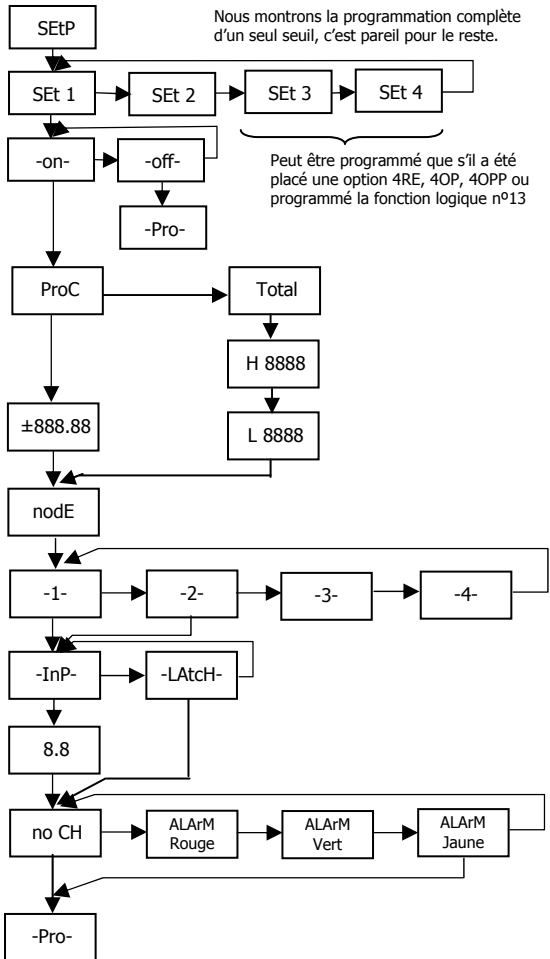 SEtP
Nous montrons la programmation complète
d'un seul seuil, c'est pareil pour le reste.
SEt 1
SEt 2
SEt 3
SEt 4
-on-
-off-
Peut être programmé que s'il a été
placé une option 4RE, 4OP, 4OPP ou
programmé la fonction logique nº13
-Pro-
ProC
Total
H 8888
±888.88
L 8888
nodE
-1-
-2-
-3-
-4-
-InP-
-LAtcH-
8.8
no CH
ALArM
Rouge
ALArM
Vert
ALArM
Jaune
-Pro-